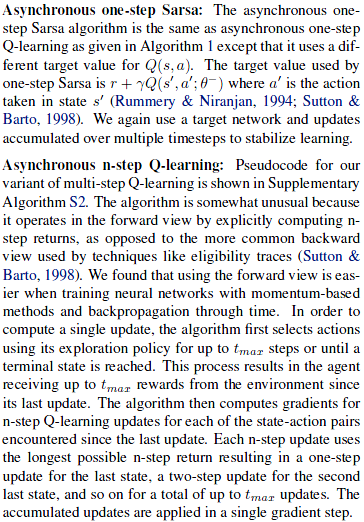 Asynchronous one-step Sarsa: The asynchronous one-
step Sarsa algorithm is the same as asynchronous one-step
Q-learning as given in Algorithm 1 except that it uses a dif-
ferent target value for Q(s, a). The target value used by
one-step Sarsa is r + γQ(s′, a′; θ⁻) where a′ is the action
taken in state s′ (Rummery & Niranjan, 1994; Sutton &
Barto, 1998). We again use a target network and updates
accumulated over multiple timesteps to stabilize learning.
Asynchronous n-step Q-learning: Pseudocode for our
variant of multi-step Q-learning is shown in Supplementary
Algorithm S2. The algorithm is somewhat unusual because
it operates in the forward view by explicitly computing n-
step returns, as opposed to the more common backward
view used by techniques like eligibility traces (Sutton &
Barto, 1998). We found that using the forward view is eas-
ier when training neural networks with momentum-based
methods and backpropagation through time. In order to
compute a single update, the algorithm first selects actions
using its exploration policy for up to t_max steps or until a
terminal state is reached. This process results in the agent
receiving up to t_max rewards from the environment since
its last update. The algorithm then computes gradients for
n-step Q-learning updates for each of the state-action pairs
encountered since the last update. Each n-step update uses
the longest possible n-step return resulting in a one-step
update for the last state, a two-step update for the second
last state, and so on for a total of up to t_max updates. The
accumulated updates are applied in a single gradient step.